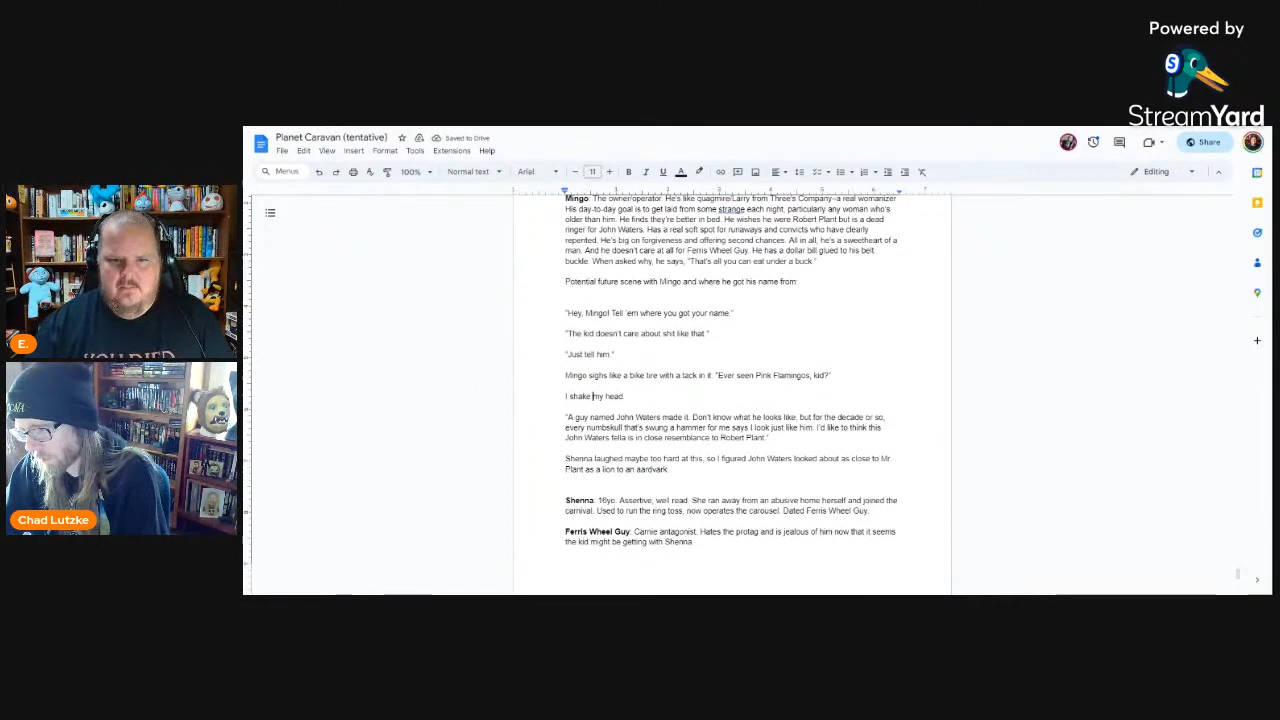 Powered by
StreamYard
Planet Caravan (tentative)
Saved to Drive
File Edit View Insert Format Tools Extensions Help
Share
Menus
100%
Normal text
Arial
11
Editing
1 1 2 3 4 5 6 7
Mingo: The owner/operator. He's like quagmire/Larry from Three's Company--a real womanizer
His day-to-day goal is to get laid from some strange each night, particularly any woman who's
older than him. He finds they're better in bed. He wishes he were Robert Plant but is a dead
ringer for John Waters. Has a real soft spot for runaways and convicts who have clearly
repented. He's big on forgiveness and offering second chances. All in all, he's a sweetheart of a
man. And he doesn't care at all for Ferris Wheel Guy. He has a dollar bill glued to his belt
buckle. When asked why, he says, "That's all you can eat under a buck."
Potential future scene with Mingo and where he got his name from:
"Hey, Mingo! Tell 'em where you got your name."
"The kid doesn't care about shit like that."
"Just tell him."
Mingo sighs like a bike tire with a tack in it. "Ever seen Pink Flamingos, kid?"
I shake my head.
"A guy named John Waters made it. Don't know what he looks like, but for the decade or so,
every numbskull that's swung a hammer for me says I look just like him. I'd like to think this
John Waters fella is in close resemblance to Robert Plant."
Shenna laughed maybe too hard at this, so I figured John Waters looked about as close to Mr.
Plant as a lion to an aardvark.
Shenna: 16yo. Assertive, well read. She ran away from an abusive home herself and joined the
carnival. Used to run the ring toss, now operates the carousel. Dated Ferris Wheel Guy.
Ferris Wheel Guy: Carnie antagonist. Hates the protag and is jealous of him now that it seems
the kid might be getting with Shenna
E.
Chad Lutzke